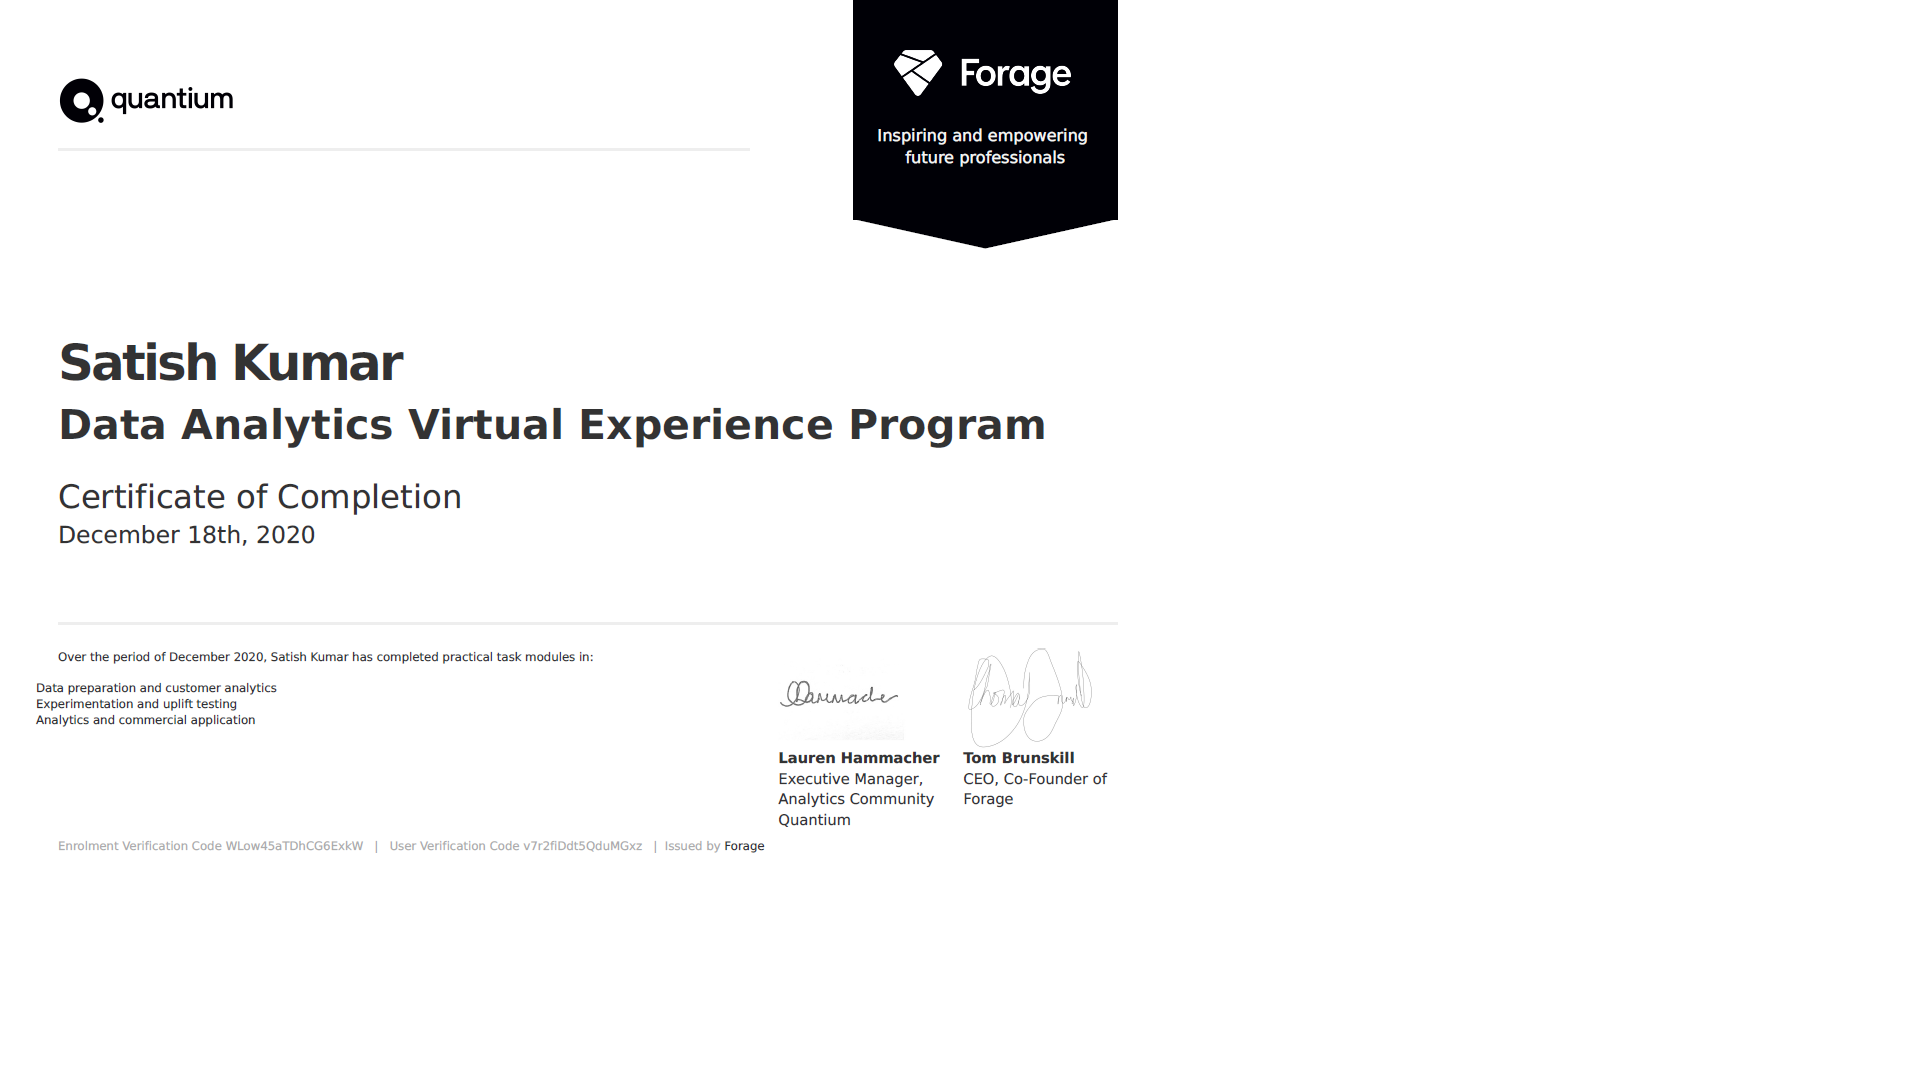 quantium
Forage
Inspiring and empowering
future professionals
Satish Kumar
Data Analytics Virtual Experience Program
Certificate of Completion
December 18th, 2020
Over the period of December 2020, Satish Kumar has completed practical task modules in:
Data preparation and customer analytics
Experimentation and uplift testing
Analytics and commercial application
Lauren Hammacher
Executive Manager,
Analytics Community
Quantium
Tom Brunskill
CEO, Co-Founder of
Forage
Enrolment Verification Code WLow45aTDhCG6ExkW | User Verification Code v7r2fiDdt5QduMGxz | Issued by Forage